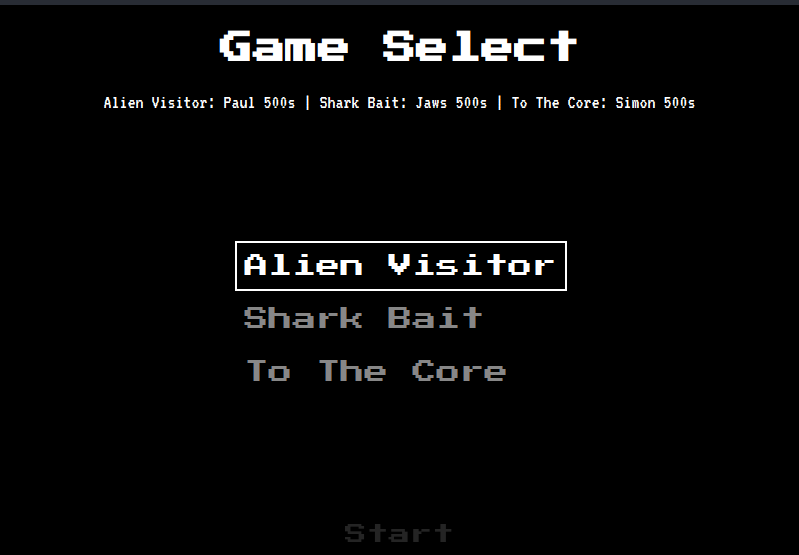 Game Select
Alien Visitor: Paul 500s | Shark Bait: Jaws 500s | To The Core: Simon 500s
Alien Visitor
Shark Bait
To The Core
Start